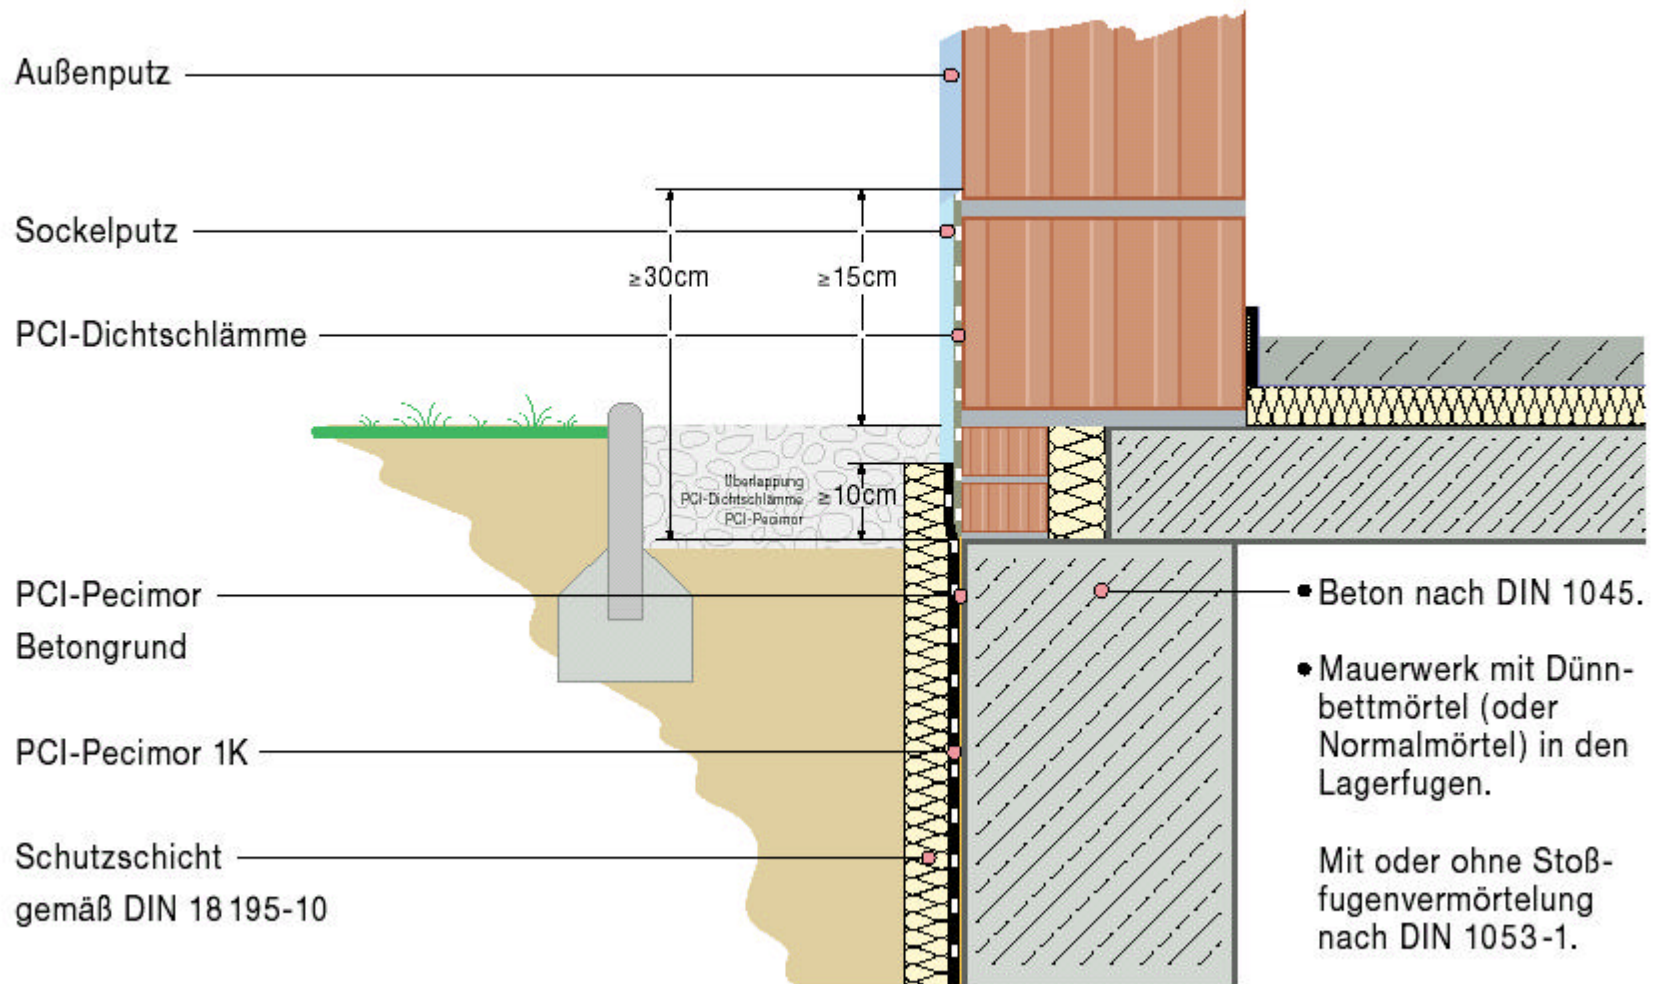 Außenputz
Sockelputz
≥30cm
≥15cm
PCI-Dichtschlämme
Überlappung
PCI-Dichtschlämme
PCI-Pecimor
≥10cm
PCI-Pecimor
Betongrund
PCI-Pecimor 1K
Schutzschicht
gemäß DIN 18 195-10
• Beton nach DIN 1045.
• Mauerwerk mit Dünn-
bettmörtel (oder
Normalmörtel) in den
Lagerfugen.
Mit oder ohne Stoß-
fugenvermörtelung
nach DIN 1053-1.